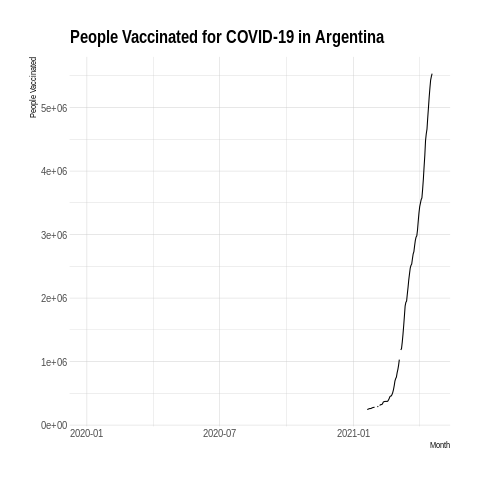 People Vaccinated for COVID-19 in Argentina
People Vaccinated
5e+06
4e+06
3e+06
2e+06
1e+06
0e+00
2020-01 2020-07 2021-01
Month